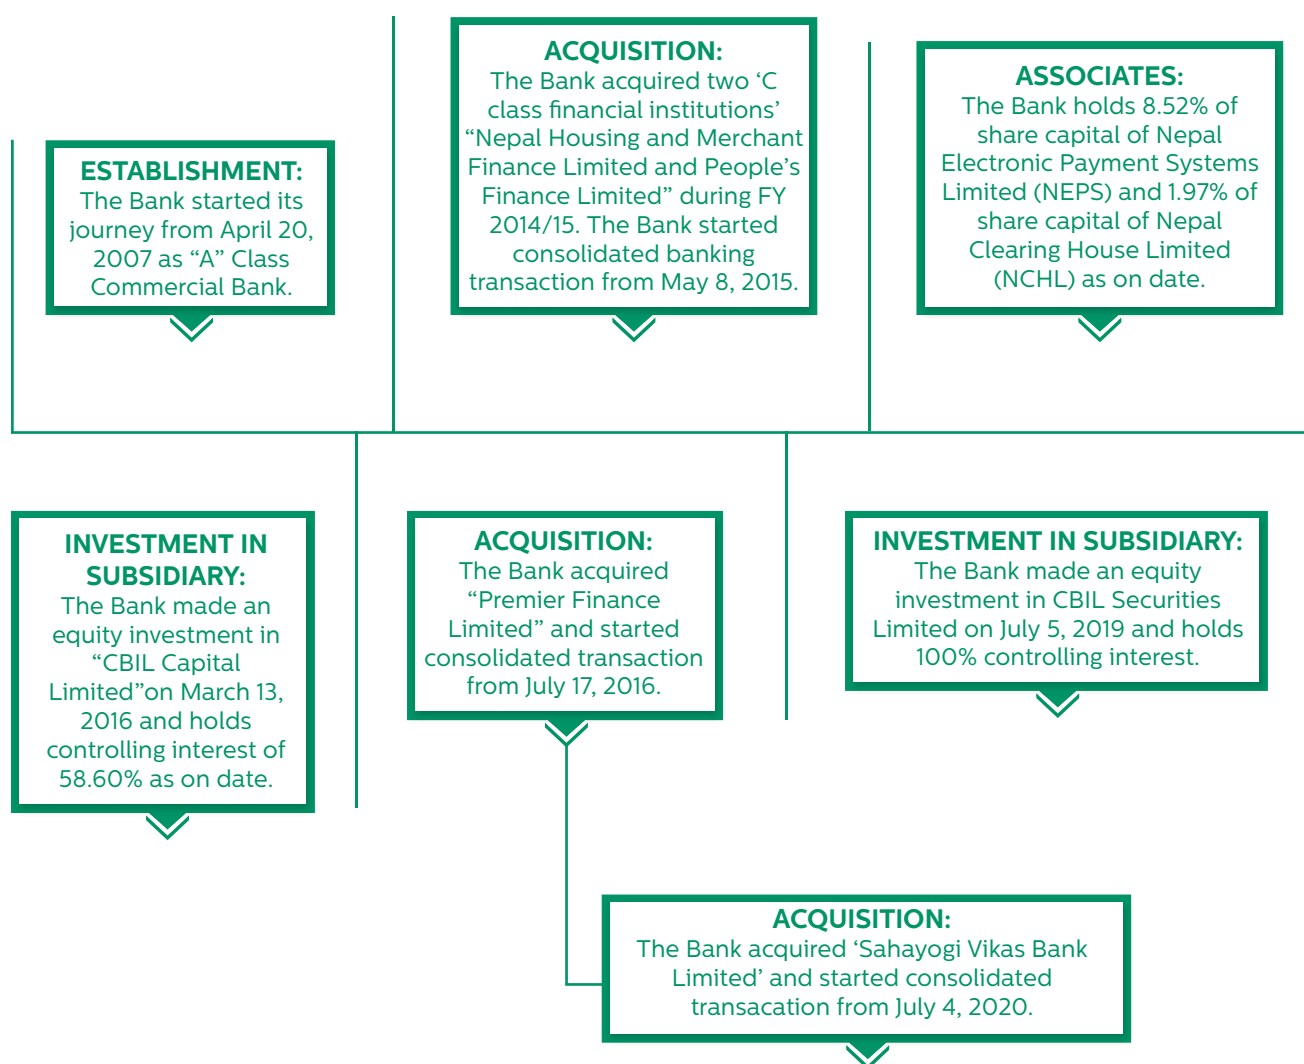 ESTABLISHMENT:
The Bank started its
journey from April 20,
2007 as “A” Class
Commercial Bank.
ACQUISITION:
The Bank acquired two ‘C
class financial institutions’
“Nepal Housing and Merchant
Finance Limited and People’s
Finance Limited” during FY
2014/15. The Bank started
consolidated banking
transaction from May 8, 2015.
ASSOCIATES:
The Bank holds 8.52% of
share capital of Nepal
Electronic Payment Systems
Limited (NEPS) and 1.97% of
share capital of Nepal
Clearing House Limited
(NCHL) as on date.
INVESTMENT IN
SUBSIDIARY:
The Bank made an
equity investment in
“CBIL Capital
Limited”on March 13,
2016 and holds
controlling interest of
58.60% as on date.
ACQUISITION:
The Bank acquired
“Premier Finance
Limited” and started
consolidated transaction
from July 17, 2016.
INVESTMENT IN SUBSIDIARY:
The Bank made an equity
investment in CBIL Securities
Limited on July 5, 2019 and holds
100% controlling interest.
ACQUISITION:
The Bank acquired ‘Sahayogi Vikas Bank
Limited’ and started consolidated
transacation from July 4, 2020.